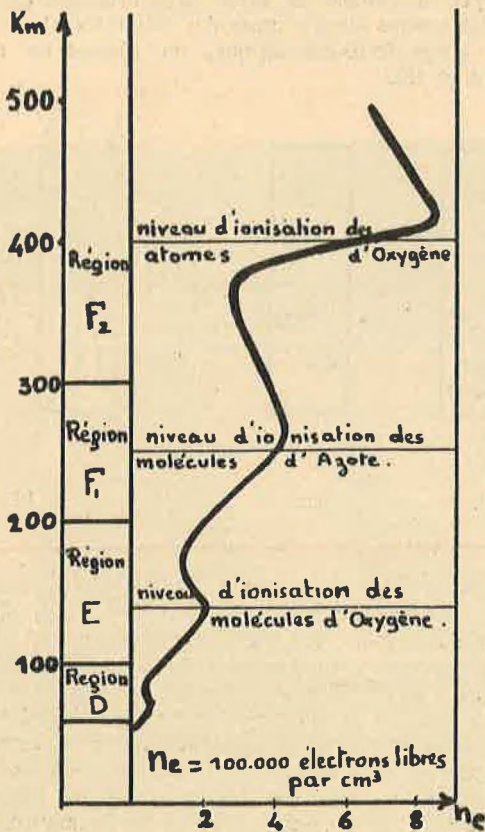 Km
500
niveau d'ionisation des
400
atomes d'Oxygène
Région
F2
300
Région
niveau d'ionisation des
molécules d'Azote.
F1
200
Région
niveau d'ionisation des
E
molécules d'Oxygène.
100
Region
D
ne = 100.000 électrons libres
par cm3
2 4 6 8 ne